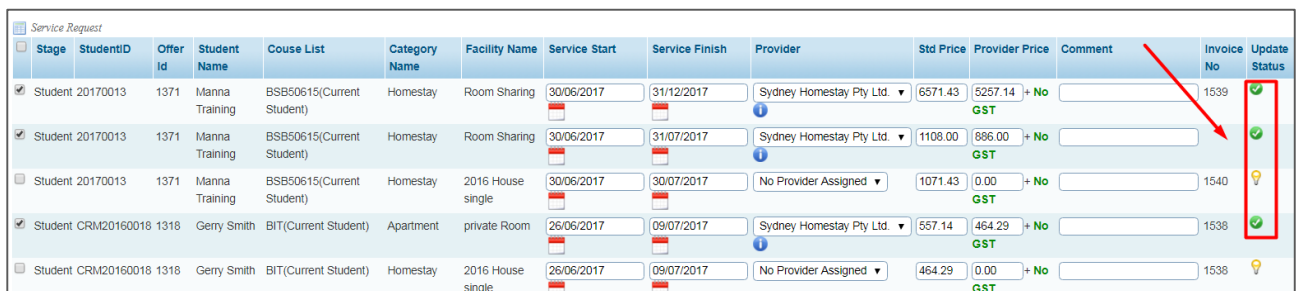 Service Request
Stage StudentID Offer Id Student Name Couse List Category Name Facility Name Service Start Service Finish Provider Std Price Provider Price Comment Invoice No Update Status
Student 20170013 1371 Manna Training BSB50615(Current Student) Homestay Room Sharing 30/06/2017 31/12/2017 Sydney Homestay Pty Ltd. 6571.43 5257.14 + No GST 1539
Student 20170013 1371 Manna Training BSB50615(Current Student) Homestay Room Sharing 30/06/2017 31/07/2017 Sydney Homestay Pty Ltd. 1108.00 886.00 + No GST
Student 20170013 1371 Manna Training BSB50615(Current Student) Homestay 2016 House single 30/06/2017 30/07/2017 No Provider Assigned 1071.43 0.00 + No GST 1540
Student CRM20160018 1318 Gerry Smith BIT(Current Student) Apartment private Room 26/06/2017 09/07/2017 Sydney Homestay Pty Ltd. 557.14 464.29 + No GST 1538
Student CRM20160018 1318 Gerry Smith BIT(Current Student) Homestay 2016 House single 26/06/2017 09/07/2017 No Provider Assigned 464.29 0.00 + No GST 1538